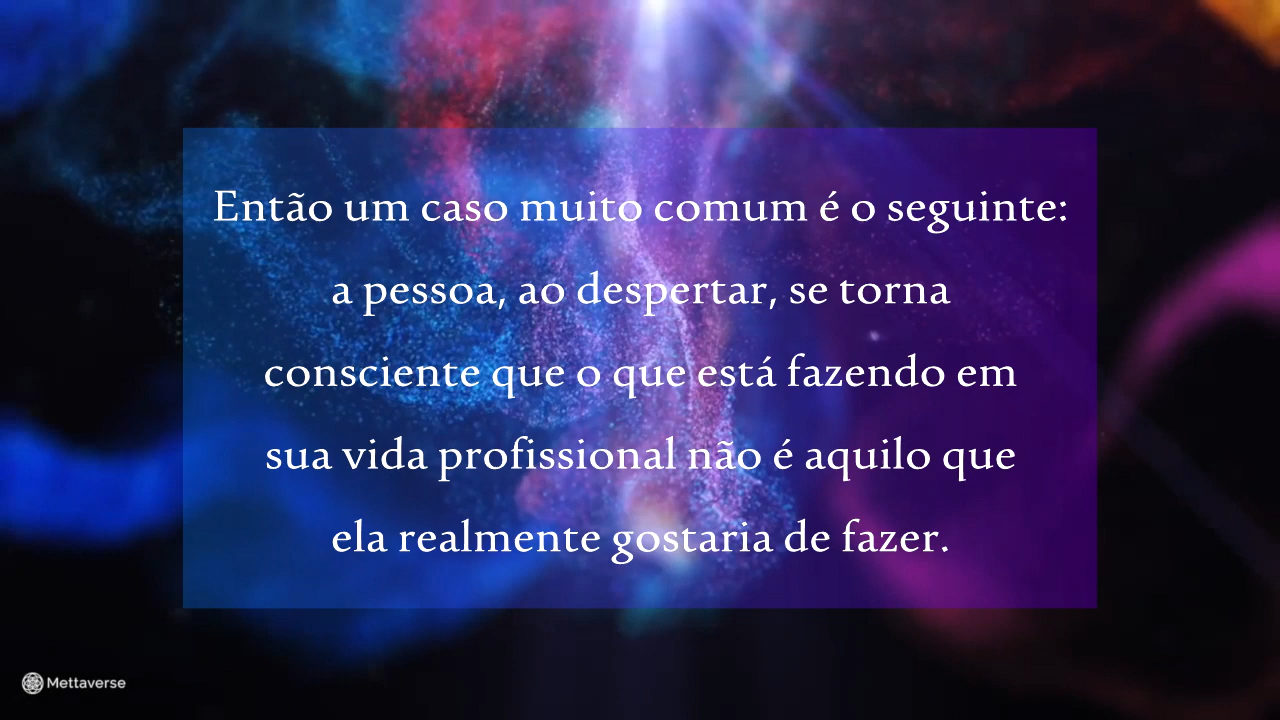 Então um caso muito comum é o seguinte:
a pessoa, ao despertar, se torna
consciente que o que está fazendo em
sua vida profissional não é aquilo que
ela realmente gostaria de fazer.
Mettaverse